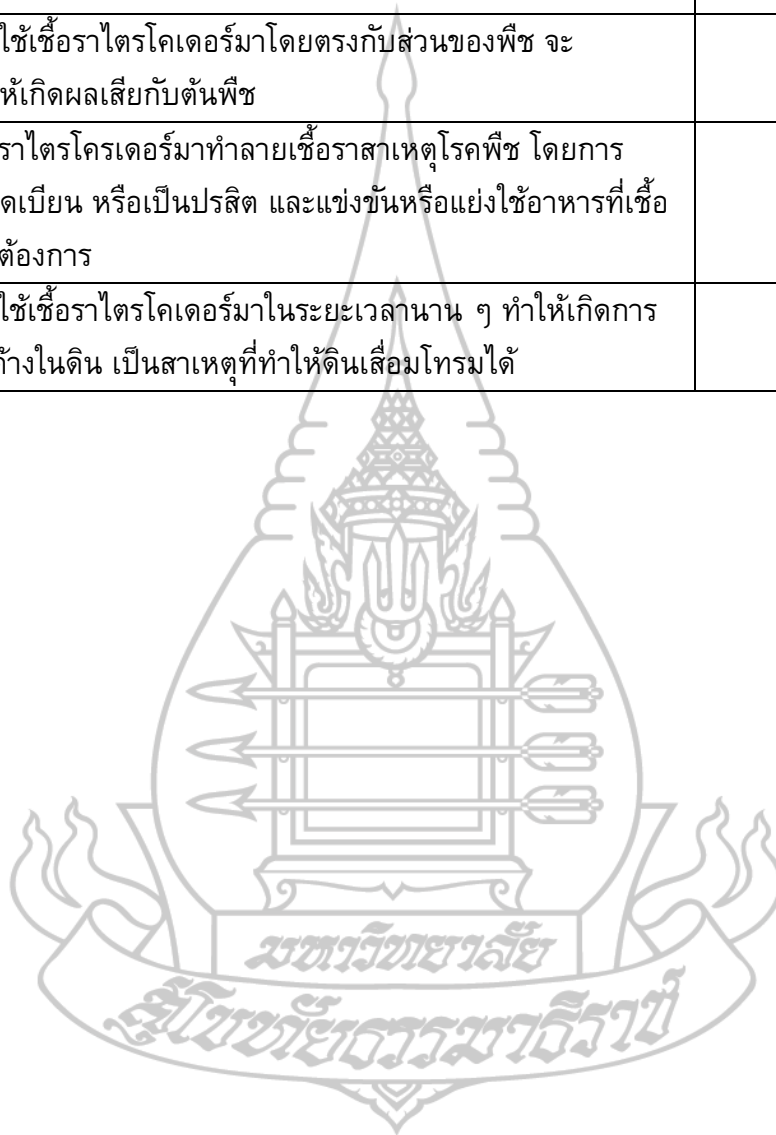 ใช้เชื้อราไตรโคเดอร์มาโดยตรงกับส่วนของพืช จะ
ห้เกิดผลเสียกับต้นพืช
ราไตรโครเดอร์มาทำลายเชื้อราสาเหตุโรคพืช โดยการ
ดเบียน หรือเป็นปรสิต และแข่งขันหรือแย่งใช้อาหารที่เชื้อ
ต้องการ
ใช้เชื้อราไตรโคเดอร์มาในระยะเวลานาน ๆ ทำให้เกิดการ
ค้างในดิน เป็นสาเหตุที่ทำให้ดินเสื่อมโทรมได้
มหาวิทยาลัย
สุโขทัยธรรมาธิราช